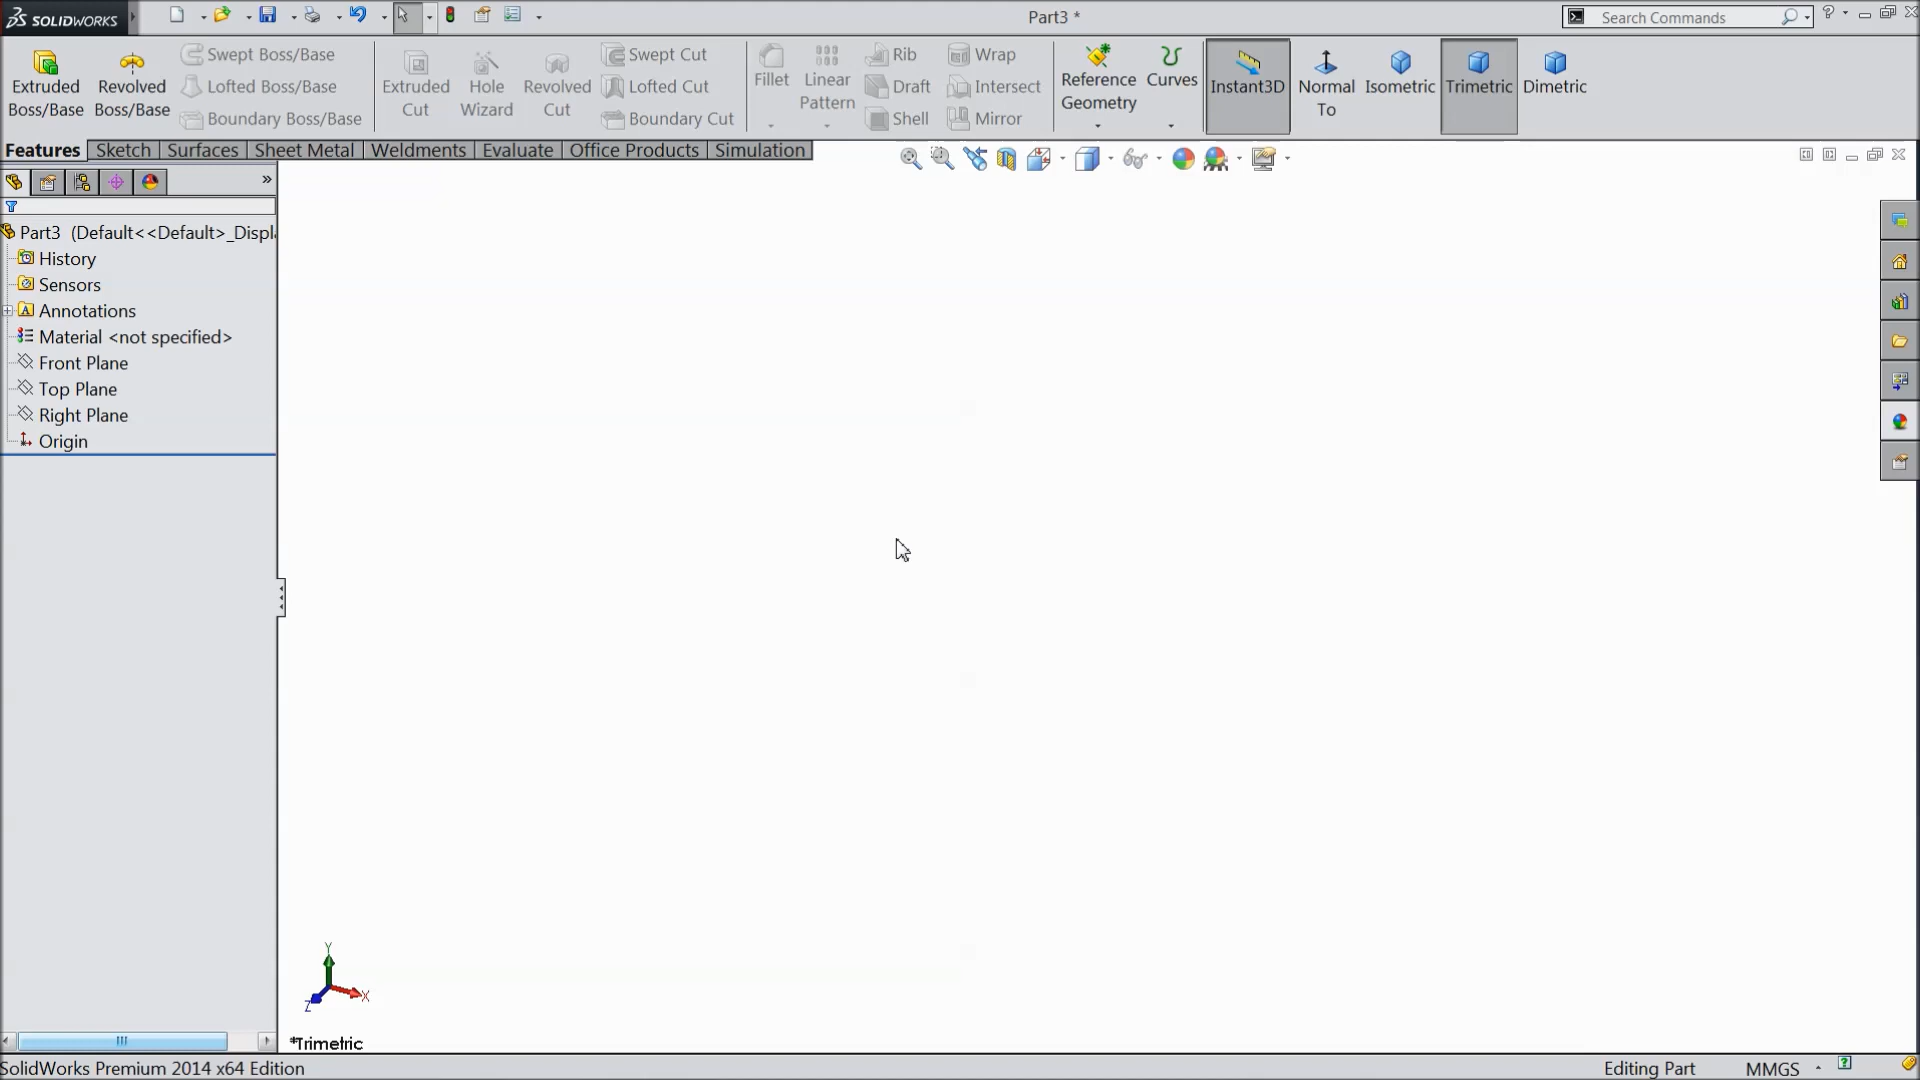 SOLIDWORKS
Part3 *
Search Commands
?
Extruded Boss/Base
Revolved Boss/Base
Swept Boss/Base
Lofted Boss/Base
Boundary Boss/Base
Extruded Cut
Hole Wizard
Revolved Cut
Swept Cut
Lofted Cut
Boundary Cut
Fillet
Linear Pattern
Rib
Draft
Shell
Wrap
Intersect
Mirror
Reference Geometry
Curves
Instant3D
Normal To
Isometric
Trimetric
Dimetric
Features
Sketch
Surfaces
Sheet Metal
Weldments
Evaluate
Office Products
Simulation
»
Part3 (Default<<Default>_Displ
History
Sensors
Annotations
Material <not specified>
Front Plane
Top Plane
Right Plane
Origin
Y
X
Z
*Trimetric
SolidWorks Premium 2014 x64 Edition
Editing Part
MMGS
?